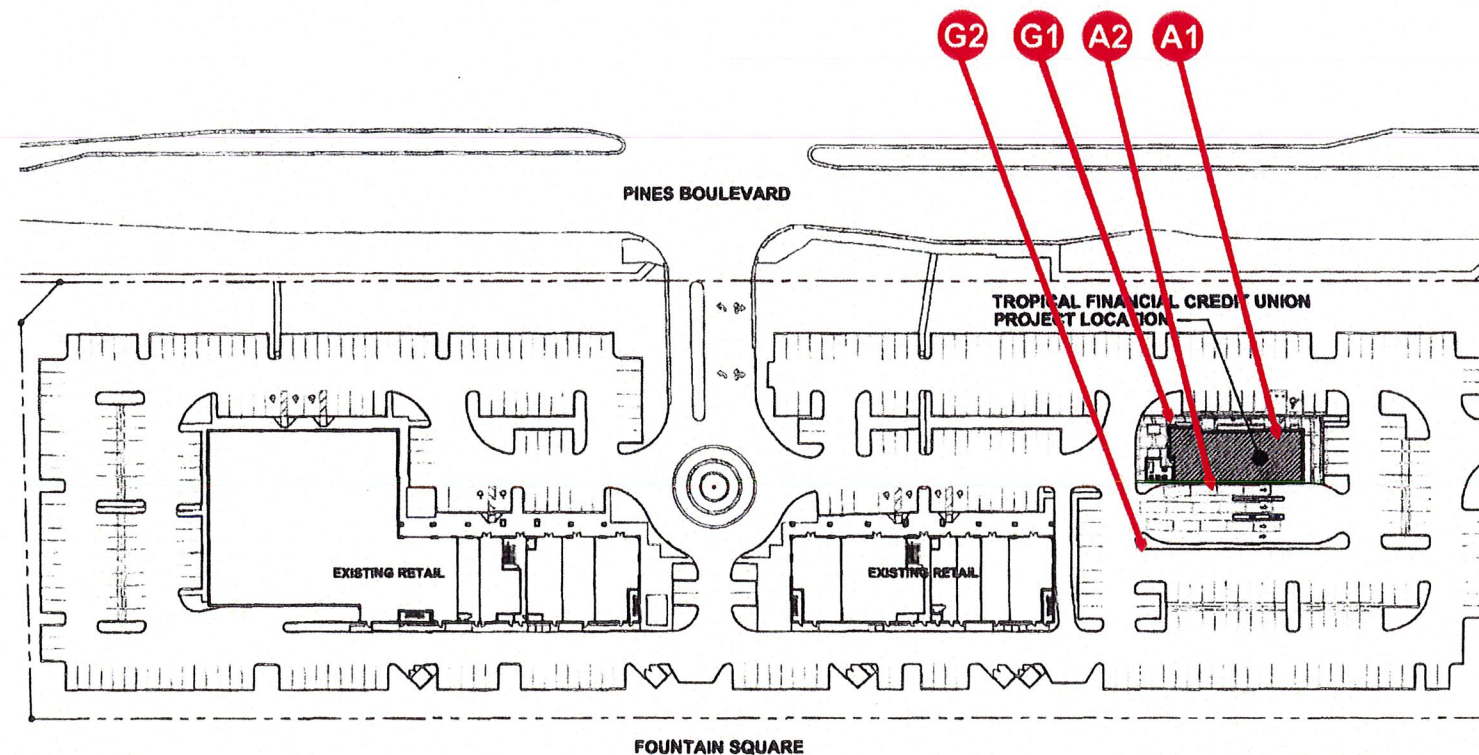 G2 G1 A2 A1
PINES BOULEVARD
TROPICAL FINANCIAL CREDIT UNION
PROJECT LOCATION
EXISTING RETAIL
EXISTING RETAIL
FOUNTAIN SQUARE